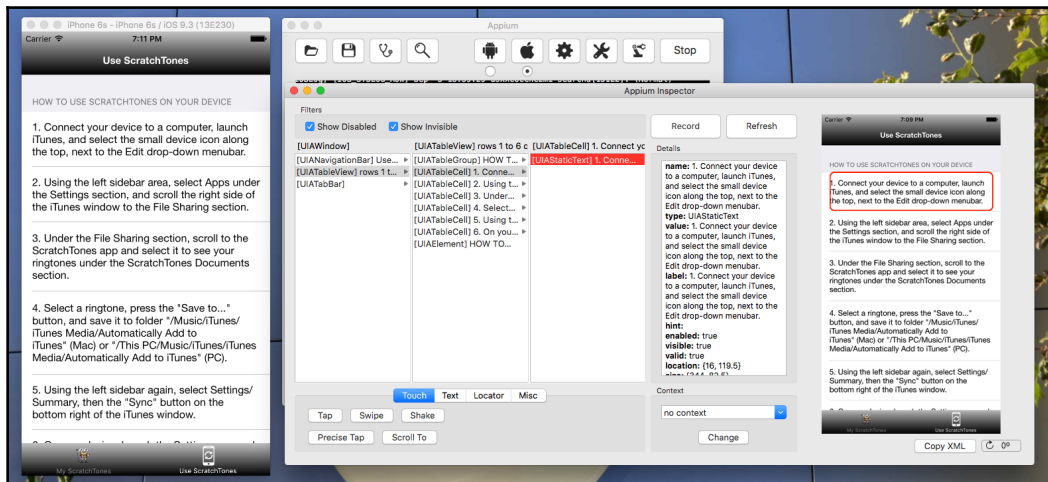 iPhone 6s - iPhone 6s / iOS 9.3 (13E230)
Carrier 7:11 PM
Use ScratchTones
HOW TO USE SCRATCHTONES ON YOUR DEVICE
1. Connect your device to a computer, launch
iTunes, and select the small device icon along
the top, next to the Edit drop-down menubar.
2. Using the left sidebar area, select Apps under
the Settings section, and scroll the right side of
the iTunes window to the File Sharing section.
3. Under the File Sharing section, scroll to the
ScratchTones app and select it to see your
ringtones under the ScratchTones Documents
section.
4. Select a ringtone, press the "Save to..."
button, and save it to folder "/Music/iTunes/
iTunes Media/Automatically Add to
iTunes" (Mac) or "/This PC/Music/iTunes/iTunes
Media/Automatically Add to iTunes" (PC).
5. Using the left sidebar again, select Settings/
Summary, then the "Sync" button on the
bottom right of the iTunes window.
My ScratchTones Use ScratchTones
Appium
Stop
Appium Inspector
Filters
Show Disabled Show Invisible
[UIAWindow] [UIATableView] rows 1 to 6 c [UIATableCell] 1. Connect yc
[UIANavigationBar] Use... [UIATableGroup] HOW T... [UIAStaticText] 1. Conne...
[UIATableView] rows 1 t... [UIATableCell] 1. Conne...
[UIATabBar] [UIATableCell] 2. Using t...
[UIATableCell] 3. Under...
[UIATableCell] 4. Select...
[UIATableCell] 5. Using t...
[UIATableCell] 6. On you...
[UIAElement] HOW TO...
Touch Text Locator Misc
Tap Swipe Shake
Precise Tap Scroll To
Record Refresh
Details
name: 1. Connect your device
to a computer, launch iTunes,
and select the small device
icon along the top, next to the
Edit drop-down menubar.
type: UIAStaticText
value: 1. Connect your device
to a computer, launch iTunes,
and select the small device
icon along the top, next to the
Edit drop-down menubar.
label: 1. Connect your device
to a computer, launch iTunes,
and select the small device
icon along the top, next to the
Edit drop-down menubar.
hint:
enabled: true
visible: true
valid: true
location: {16, 119.5}
Context
no context
Change
Carrier 7:09 PM
Use ScratchTones
HOW TO USE SCRATCHTONES ON YOUR DEVICE
1. Connect your device to a computer, launch
iTunes, and select the small device icon along
the top, next to the Edit drop-down menubar.
2. Using the left sidebar area, select Apps under
the Settings section, and scroll the right side of
the iTunes window to the File Sharing section.
3. Under the File Sharing section, scroll to the
ScratchTones app and select it to see your
ringtones under the ScratchTones Documents
section.
4. Select a ringtone, press the "Save to..."
button, and save it to folder "/Music/iTunes/
iTunes Media/Automatically Add to
iTunes" (Mac) or "/This PC/Music/iTunes/iTunes
Media/Automatically Add to iTunes" (PC).
5. Using the left sidebar again, select Settings/
Summary, then the "Sync" button on the
bottom right of the iTunes window.
My ScratchTones Use ScratchTones
Copy XML 0°